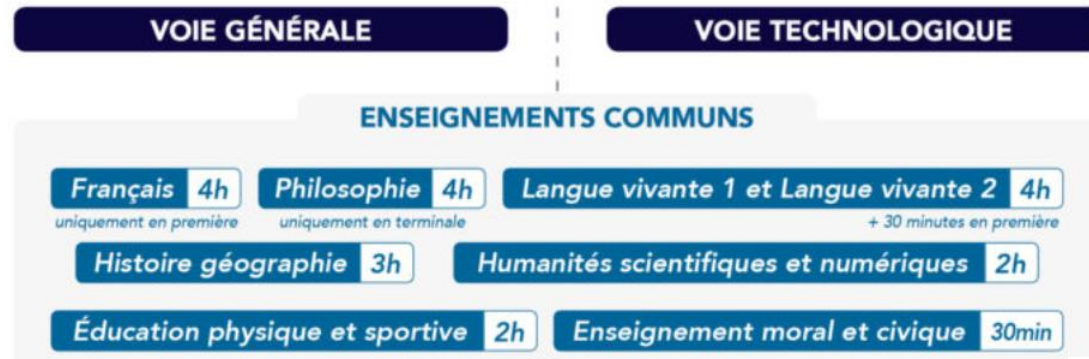 VOIE GÉNÉRALE
VOIE TECHNOLOGIQUE
ENSEIGNEMENTS COMMUNS
Français 4h
uniquement en première
Philosophie 4h
uniquement en terminale
Langue vivante 1 et Langue vivante 2 4h
+ 30 minutes en première
Histoire géographie 3h
Humanités scientifiques et numériques 2h
Éducation physique et sportive 2h
Enseignement moral et civique 30min